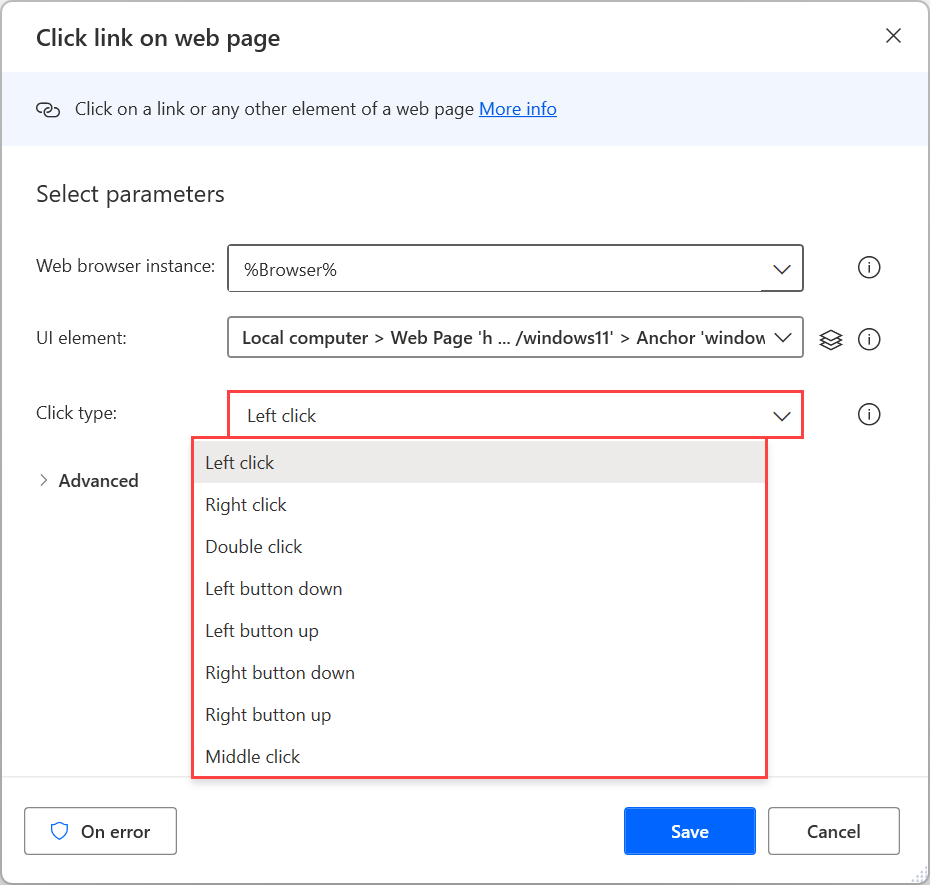 Click link on web page
Click on a link or any other element of a web page More info
Select parameters
Web browser instance: %Browser%
UI element: Local computer > Web Page 'h ... /windows11' > Anchor 'window
Click type: Left click
Left click
Advanced
Right click
Double click
Left button down
Left button up
Right button down
Right button up
Middle click
On error Save Cancel